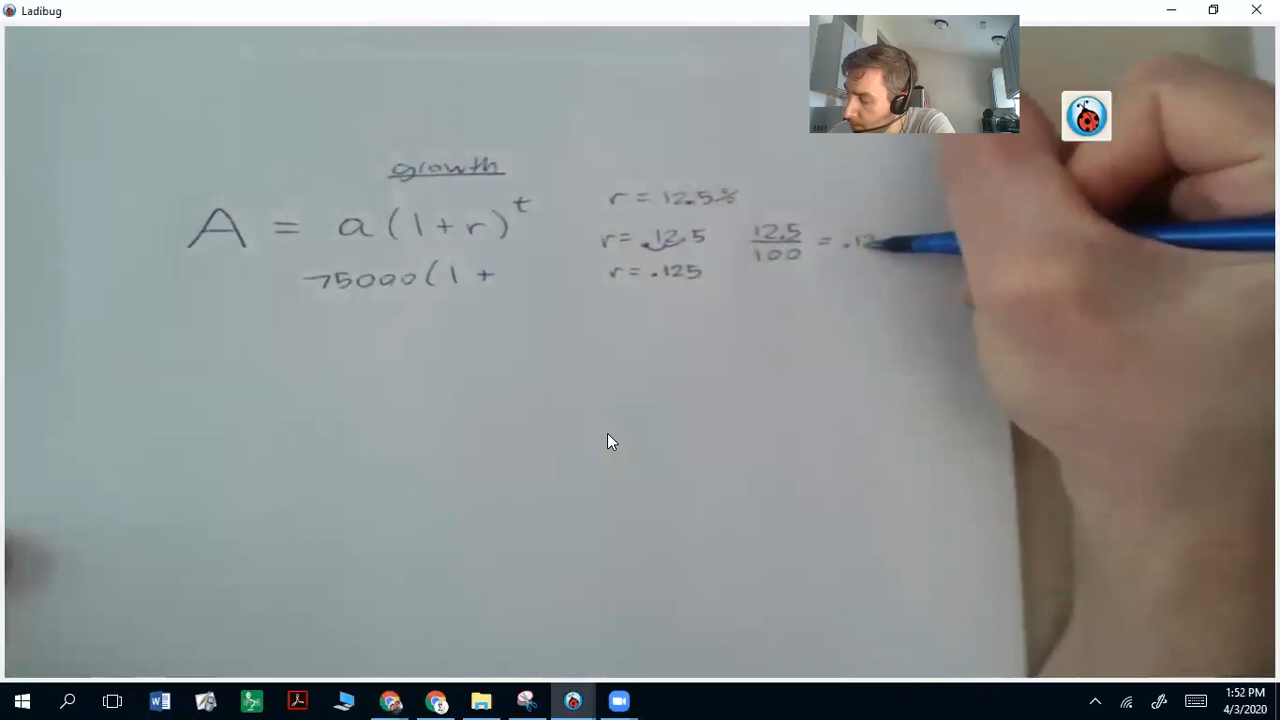 Ladibug
growth
A = a(1+r)^t
75000(1 +
r = 12.5%
r = .12.5
r = .125
12.5
100
= .12
1:52 PM
4/3/2020